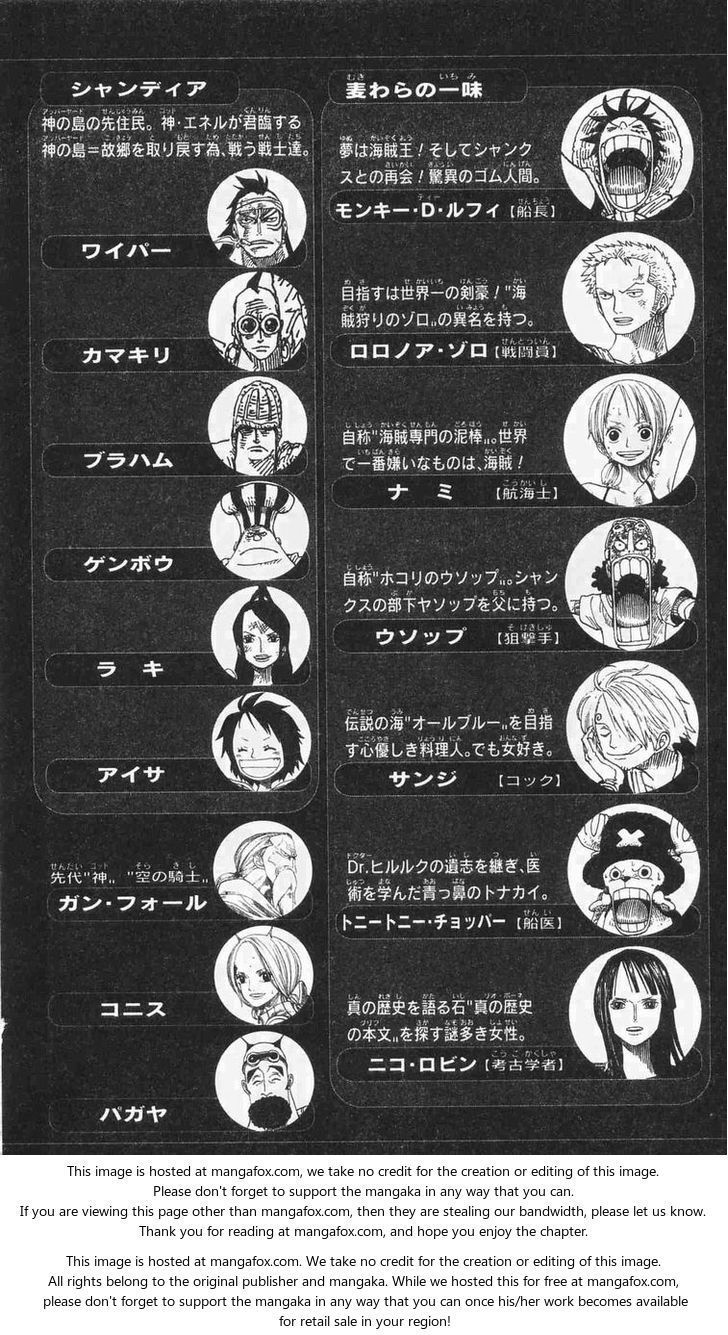 麦わらの一味
夢は海賊王！そしてシャンク
スとの再会！驚異のゴム人間。
モンキー・D・ルフィ【船長】
目指すは世界一の剣豪！"海
賊狩りのゾロ"の異名を持つ。
ロロノア・ゾロ【戦闘員】
自称"海賊専門の泥棒"。世界
で一番嫌いなものは、海賊！
ナミ【航海士】
自称"ホコリのウソップ"。シャン
クスの部下ヤソップを父に持つ。
ウソップ【狙撃手】
伝説の海"オールブルー"を目指
す心優しき料理人。でも女好き。
サンジ【コック】
Dr.ヒルルクの遺志を継ぎ、医
術を学んだ青っ鼻のトナカイ。
トニートニー・チョッパー【船医】
真の歴史を語る石"真の歴史
の本文"を探す謎多き女性。
ニコ・ロビン【考古学者】
シャンディア
神の島の先住民。神・エネルが君臨する
神の島＝故郷を取り戻す為、戦う戦士達。
ワイパー
カマキリ
ブラハム
ゲンボウ
ラキ
アイサ
先代"神"、"空の騎士"
ガン・フォール
コニス
パガヤ
This image is hosted at mangafox.com, we take no credit for the creation or editing of this image.
Please don't forget to support the mangaka in any way that you can.
If you are viewing this page other than mangafox.com, then they are stealing our bandwidth, please let us know.
Thank you for reading at mangafox.com, and hope you enjoy the chapter.
This image is hosted at mangafox.com. We take no credit for the creation or editing of this image.
All rights belong to the original publisher and mangaka. While we hosted this for free at mangafox.com,
please don't forget to support the mangaka in any way that you can once his/her work becomes available
for retail sale in your region!